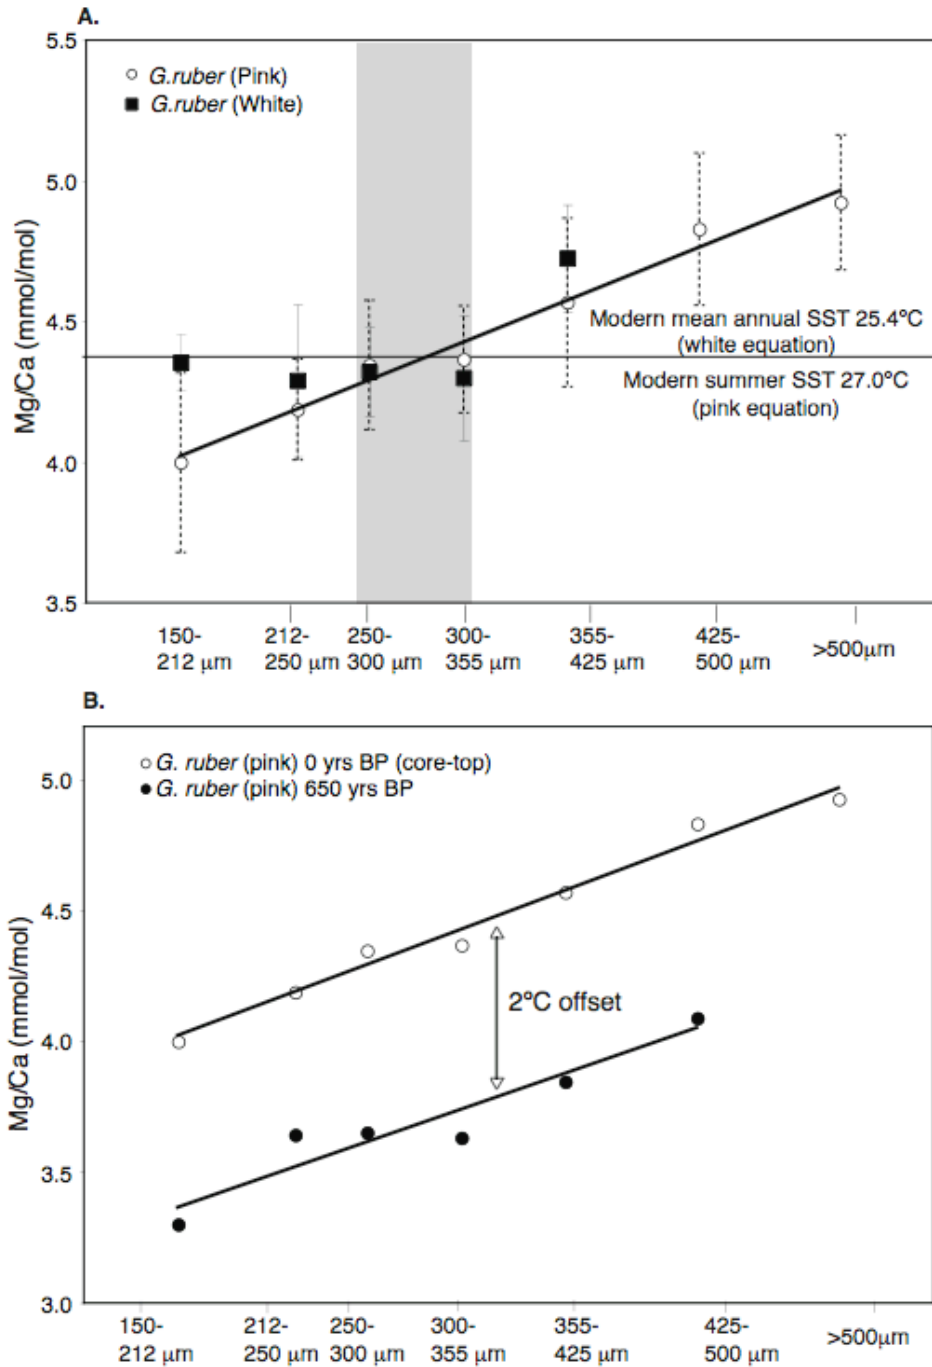 A.
5.5
G.ruber (Pink)
G.ruber (White)
5.0
4.5
4.0
3.5
Mg/Ca (mmol/mol)
Modern mean annual SST 25.4°C
(white equation)
Modern summer SST 27.0°C
(pink equation)
150-
212 μm
212-
250 μm
250-
300 μm
300-
355 μm
355-
425 μm
425-
500 μm
>500μm
B.
G. ruber (pink) 0 yrs BP (core-top)
G. ruber (pink) 650 yrs BP
5.0
4.5
4.0
3.5
3.0
Mg/Ca (mmol/mol)
2°C offset
150-
212 μm
212-
250 μm
250-
300 μm
300-
355 μm
355-
425 μm
425-
500 μm
>500μm